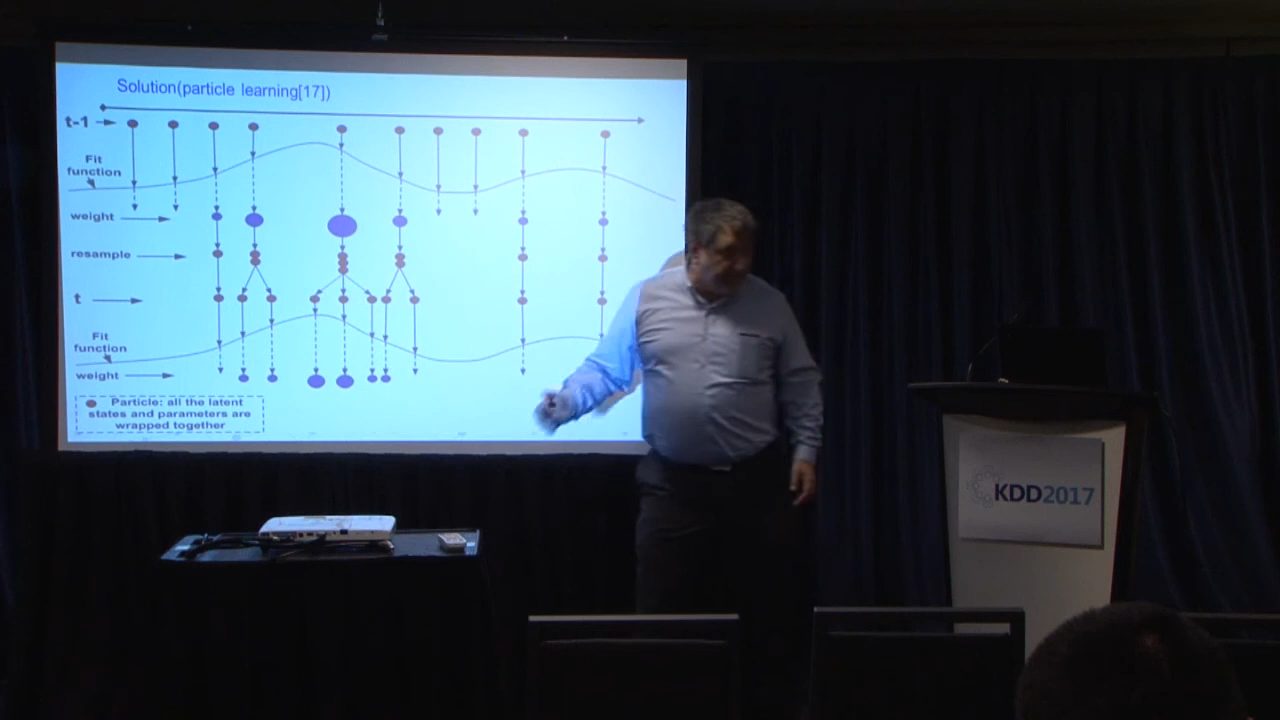 Solution(particle learning[17])
t-1
Fit
function
weight
resample
t
Fit
function
weight
Particle: all the latent
states and parameters are
wrapped together
KDD2017